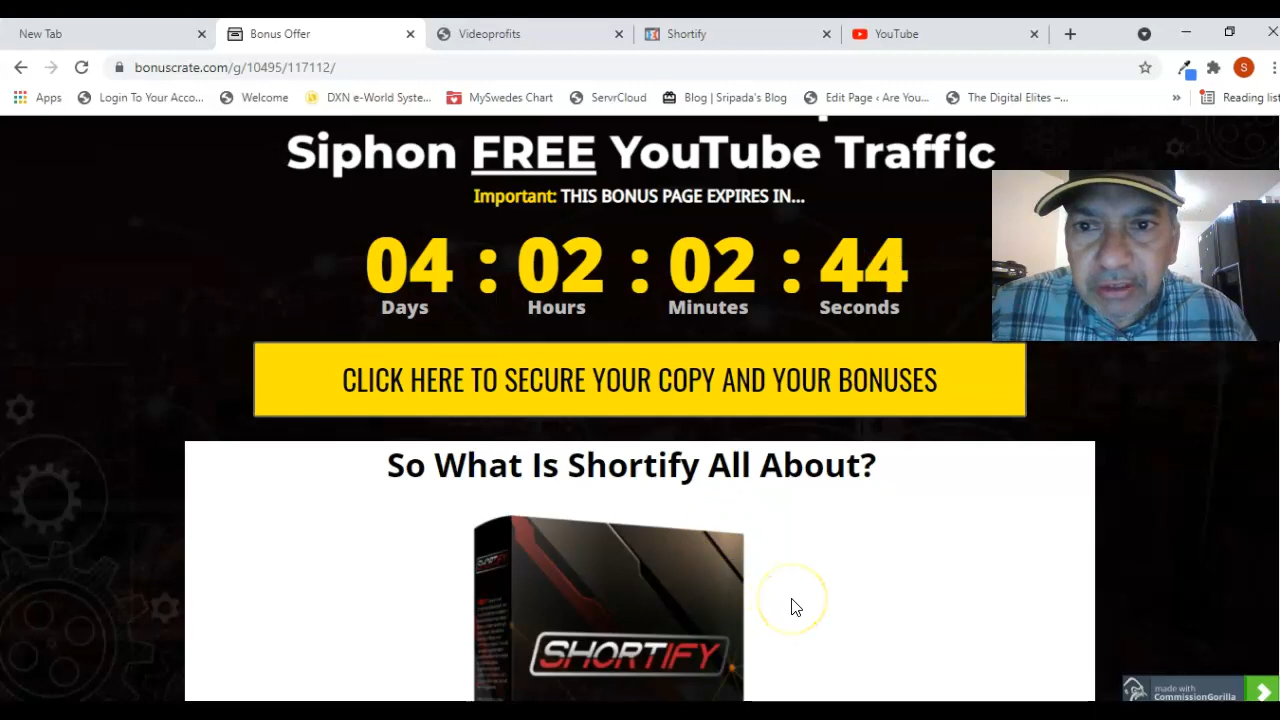 New Tab
Bonus Offer
Videoprofits
Shortify
YouTube
bonuscrate.com/g/10495/117112/
S
Apps
Login To Your Acco...
Welcome
DXN e-World Syste...
MySwedes Chart
ServrCloud
Blog | Sripada's Blog
Edit Page ‹ Are You...
The Digital Elites –...
»
Reading list
Siphon FREE YouTube Traffic
Important: THIS BONUS PAGE EXPIRES IN...
04 : 02 : 02 : 44
Days Hours Minutes Seconds
CLICK HERE TO SECURE YOUR COPY AND YOUR BONUSES
So What Is Shortify All About?
SHORTIFY
SHORTIFY
made with
CommissionGorilla